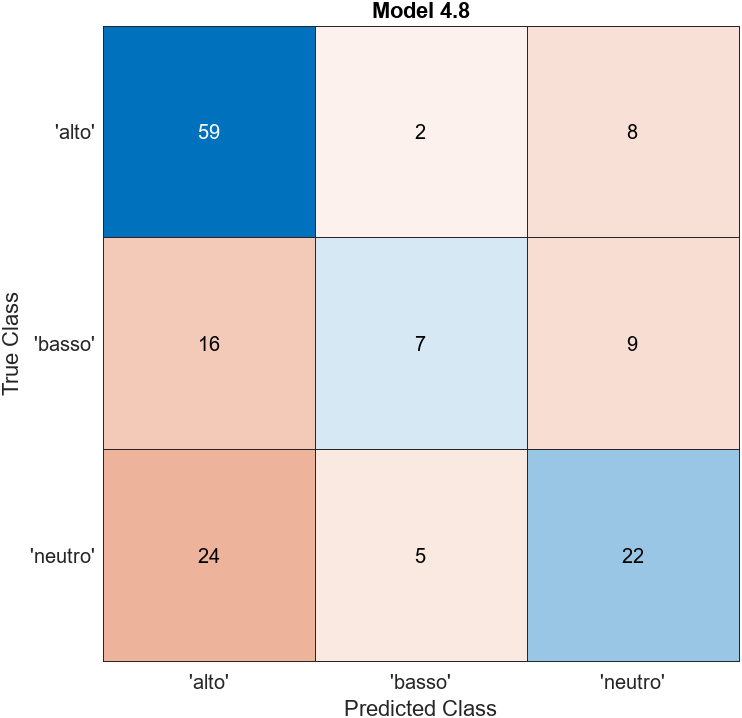 Model 4.8
'alto' 59 2 8
'basso' 16 7 9
'neutro' 24 5 22
'alto' 'basso' 'neutro'
Predicted Class
True Class